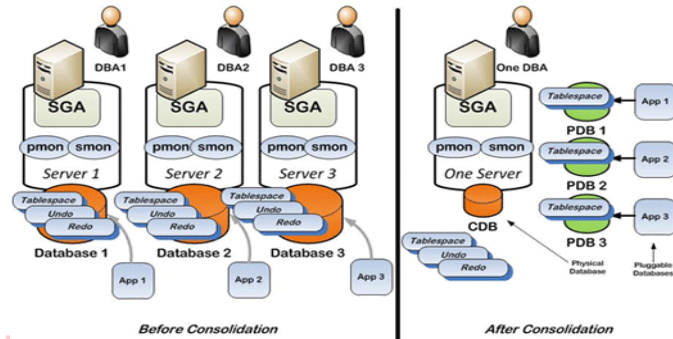 DBA1
DBA2
DBA 3
SGA
SGA
SGA
pmon smon
pmon smon
pmon smon
Server 1
Server 2
Server 3
Tablespace
Undo
Redo
Tablespace
Undo
Redo
Tablespace
Undo
Redo
Database 1
Database 2
Database 3
App 1
App 2
App 3
Before Consolidation
One DBA
SGA
pmon smon
One Server
CDB
Tablespace
Undo
Redo
Tablespace
PDB 1
App 1
Tablespace
PDB 2
App 2
Tablespace
PDB 3
App 3
Physical
Database
Pluggable
Databases
After Consolidation